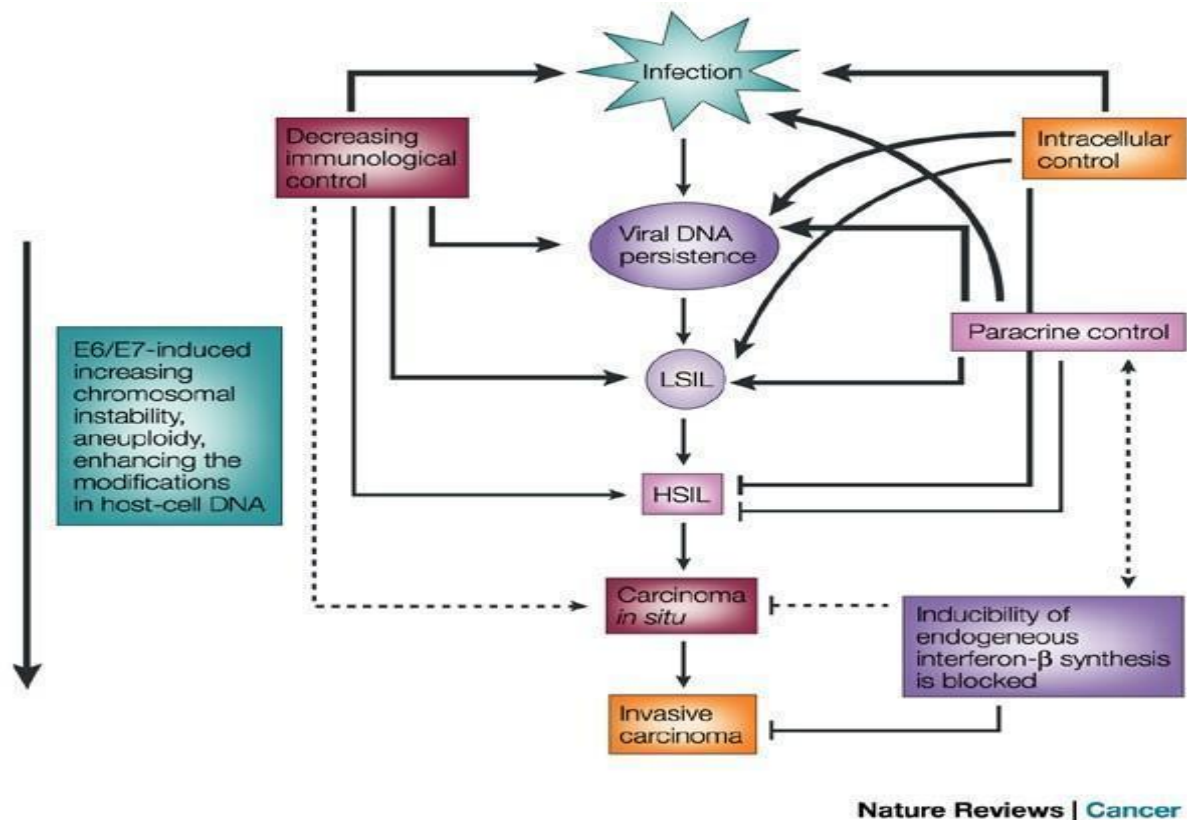 Infection
Decreasing
immunological
control
Intracellular
control
Viral DNA
persistence
Paracrine control
E6/E7-induced
increasing
chromosomal
instability,
aneuploidy,
enhancing the
modifications
in host-cell DNA
LSIL
HSIL
Carcinoma
in situ
Inducibility of
endogeneous
interferon-β synthesis
is blocked
Invasive
carcinoma
Nature Reviews | Cancer